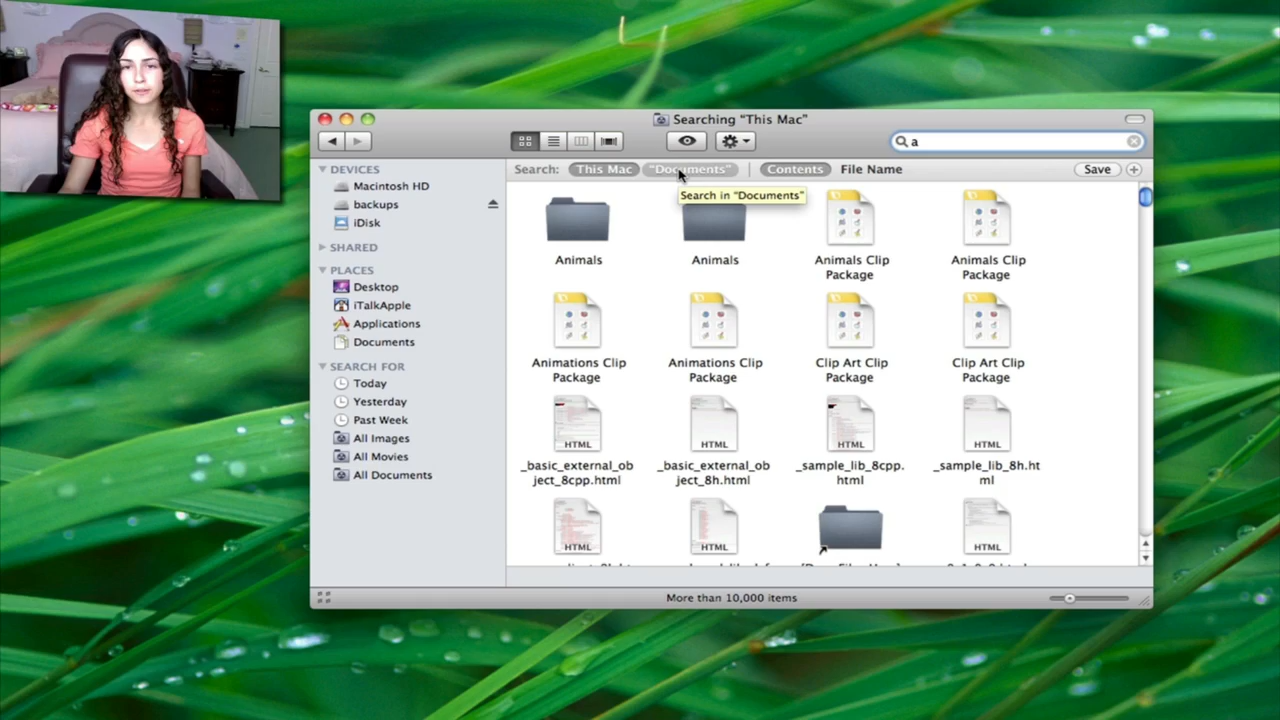 Searching "This Mac"
a
Search: This Mac "Documents" Contents File Name Save
Search in "Documents"
DEVICES
Macintosh HD
backups
iDisk
SHARED
PLACES
Desktop
iTalkApple
Applications
Documents
SEARCH FOR
Today
Yesterday
Past Week
All Images
All Movies
All Documents
Animals
Animals
Animals Clip
Package
Animals Clip
Package
Animations Clip
Package
Animations Clip
Package
Clip Art Clip
Package
Clip Art Clip
Package
HTML
_basic_external_ob
ject_8cpp.html
HTML
_basic_external_ob
ject_8h.html
HTML
_sample_lib_8cpp.
html
HTML
_sample_lib_8h.ht
ml
HTML
HTML
HTML
More than 10,000 items